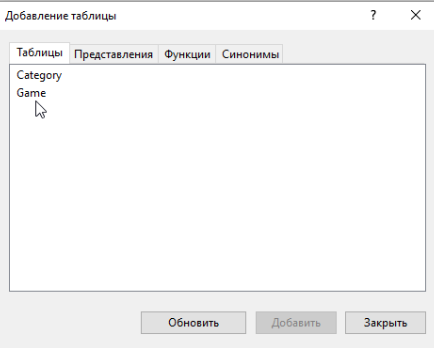 Добавление таблицы ?
Таблицы Представления Функции Синонимы
Category
Game
Обновить Добавить Закрыть